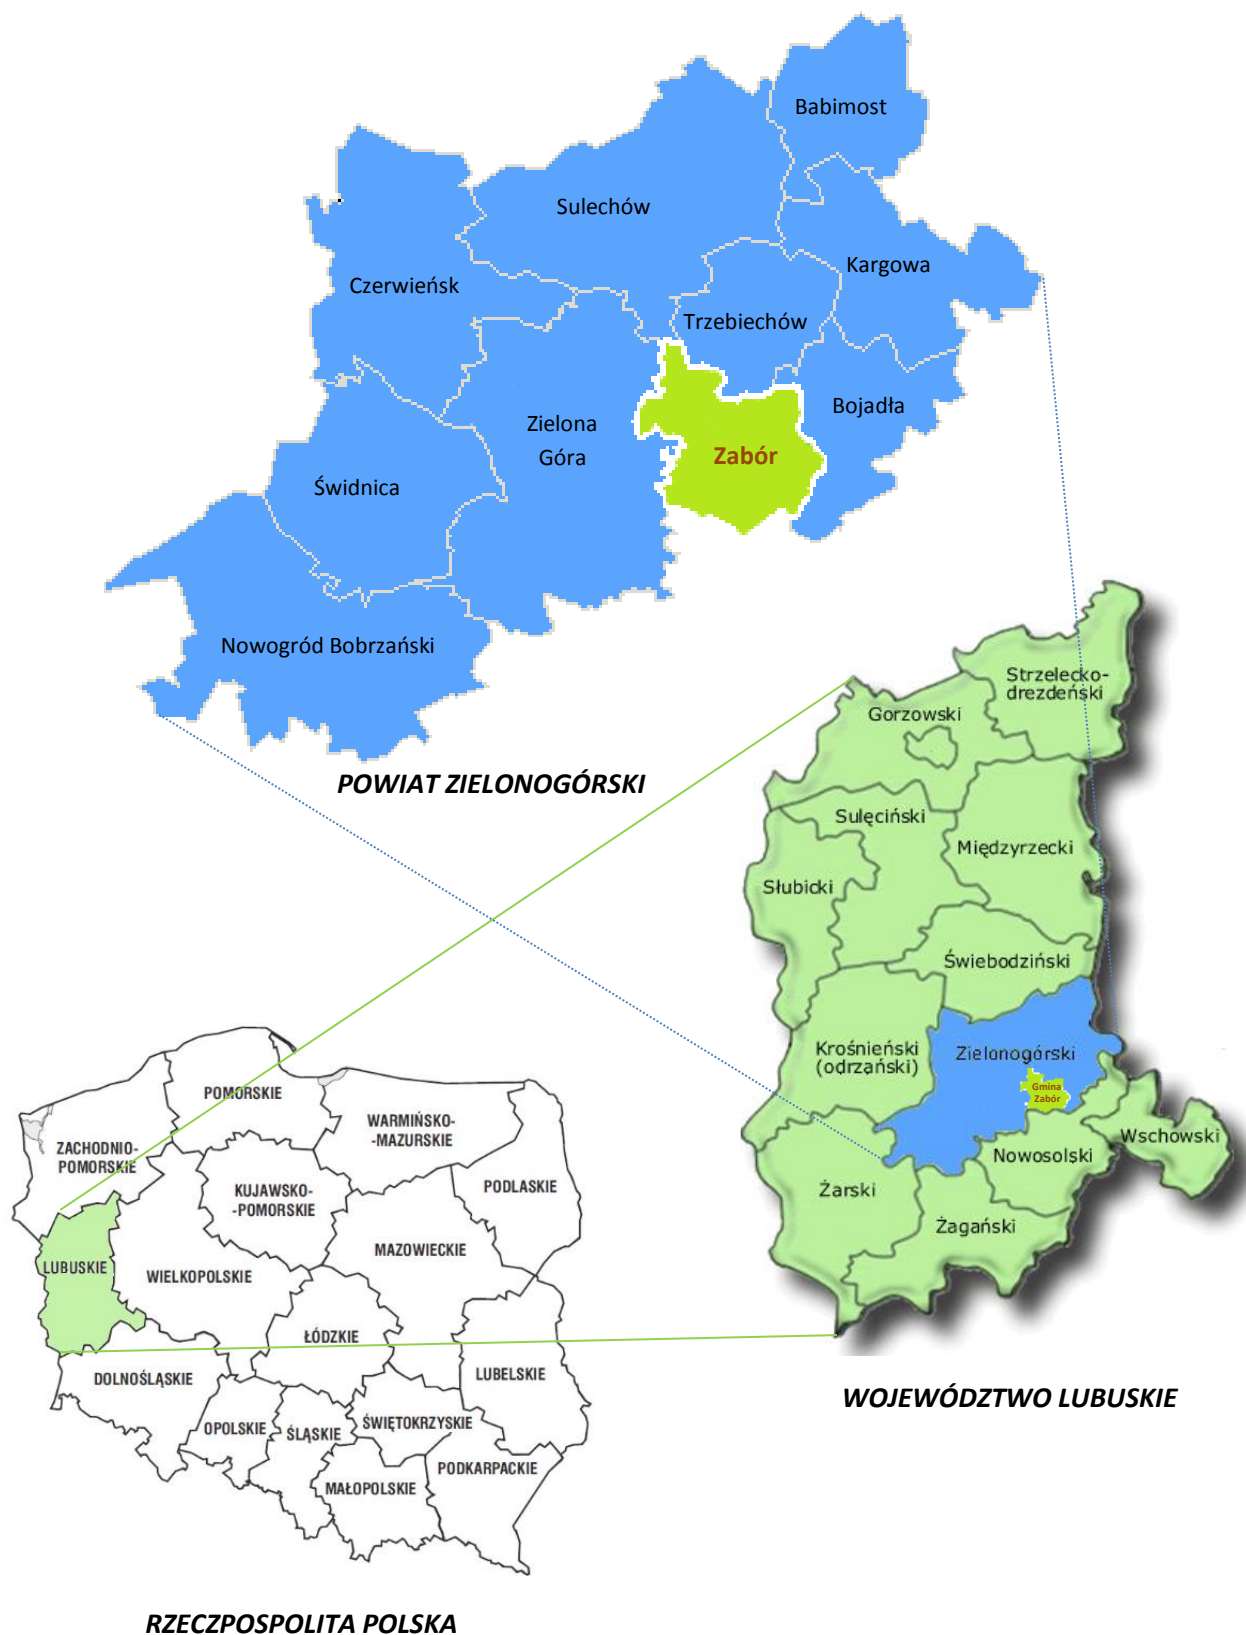 Babimost
Sulechów
Kargowa
Czerwieńsk
Trzebiechów
Bojadła
Zielona
Góra
Zabór
Świdnica
Nowogród Bobrzański
POWIAT ZIELONOGÓRSKI
Strzelecko-
drezdeński
Gorzowski
Sulęciński
Międzyrzecki
Słubicki
Świebodziński
Krośnieński
(odrzański)
Zielonogórski
Gmina
Zabór
Wschowski
Nowosolski
Żarski
Żagański
WOJEWÓDZTWO LUBUSKIE
POMORSKIE
WARMIŃSKO-
-MAZURSKIE
ZACHODNIO-
POMORSKIE
KUJAWSKO-
-POMORSKIE
PODLASKIE
MAZOWIECKIE
LUBUSKIE
WIELKOPOLSKIE
ŁÓDZKIE
DOLNOŚLĄSKIE
LUBELSKIE
OPOLSKIE
ŚLĄSKIE
ŚWIĘTOKRZYSKIE
PODKARPACKIE
MAŁOPOLSKIE
RZECZPOSPOLITA POLSKA